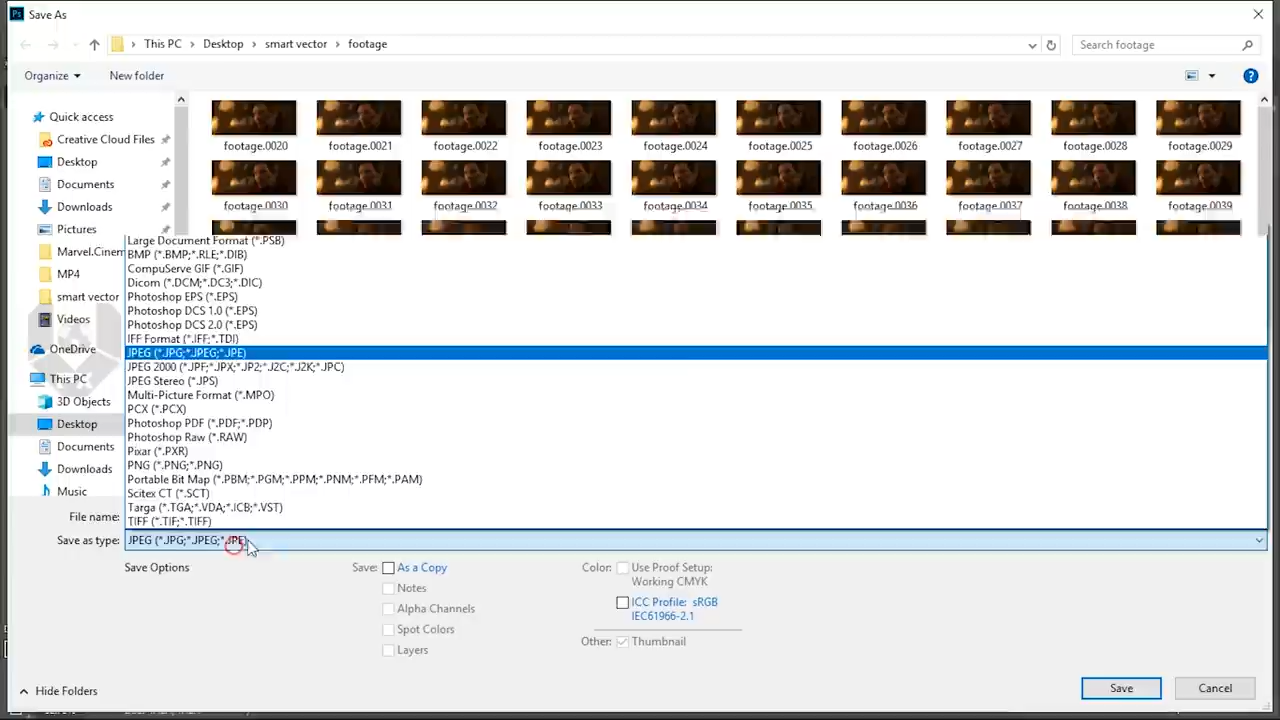 Save As
This PC
Desktop
smart vector
footage
Search footage
Organize
New folder
Quick access
Creative Cloud Files
Desktop
Documents
Downloads
Pictures
Marvel.Cinem
MP4
smart vector
Videos
OneDrive
This PC
3D Objects
Desktop
Documents
Downloads
Music
footage.0020 footage.0021 footage.0022 footage.0023 footage.0024 footage.0025 footage.0026 footage.0027 footage.0028 footage.0029
footage.0030 footage.0031 footage.0032 footage.0033 footage.0034 footage.0035 footage.0036 footage.0037 footage.0038 footage.0039
Large Document Format (*.PSB)
BMP (*.BMP;*.RLE;*.DIB)
CompuServe GIF (*.GIF)
Dicom (*.DCM;*.DC3;*.DIC)
Photoshop EPS (*.EPS)
Photoshop DCS 1.0 (*.EPS)
Photoshop DCS 2.0 (*.EPS)
IFF Format (*.IFF;*.TDI)
JPEG (*.JPG;*.JPEG;*.JPE)
JPEG 2000 (*.JPF;*.JPX;*.JP2;*.J2C;*.J2K;*.JPC)
JPEG Stereo (*.JPS)
Multi-Picture Format (*.MPO)
PCX (*.PCX)
Photoshop PDF (*.PDF;*.PDP)
Photoshop Raw (*.RAW)
Pixar (*.PXR)
PNG (*.PNG;*.PNG)
Portable Bit Map (*.PBM;*.PGM;*.PPM;*.PNM;*.PFM;*.PAM)
Scitex CT (*.SCT)
Targa (*.TGA;*.VDA;*.ICB;*.VST)
TIFF (*.TIF;*.TIFF)
File name:
Save as type: JPEG (*.JPG;*.JPEG;*.JPE)
Save Options
Save: As a Copy
Notes
Alpha Channels
Spot Colors
Layers
Color: Use Proof Setup:
Working CMYK
ICC Profile: sRGB
IEC61966-2.1
Other: Thumbnail
Hide Folders
Save
Cancel